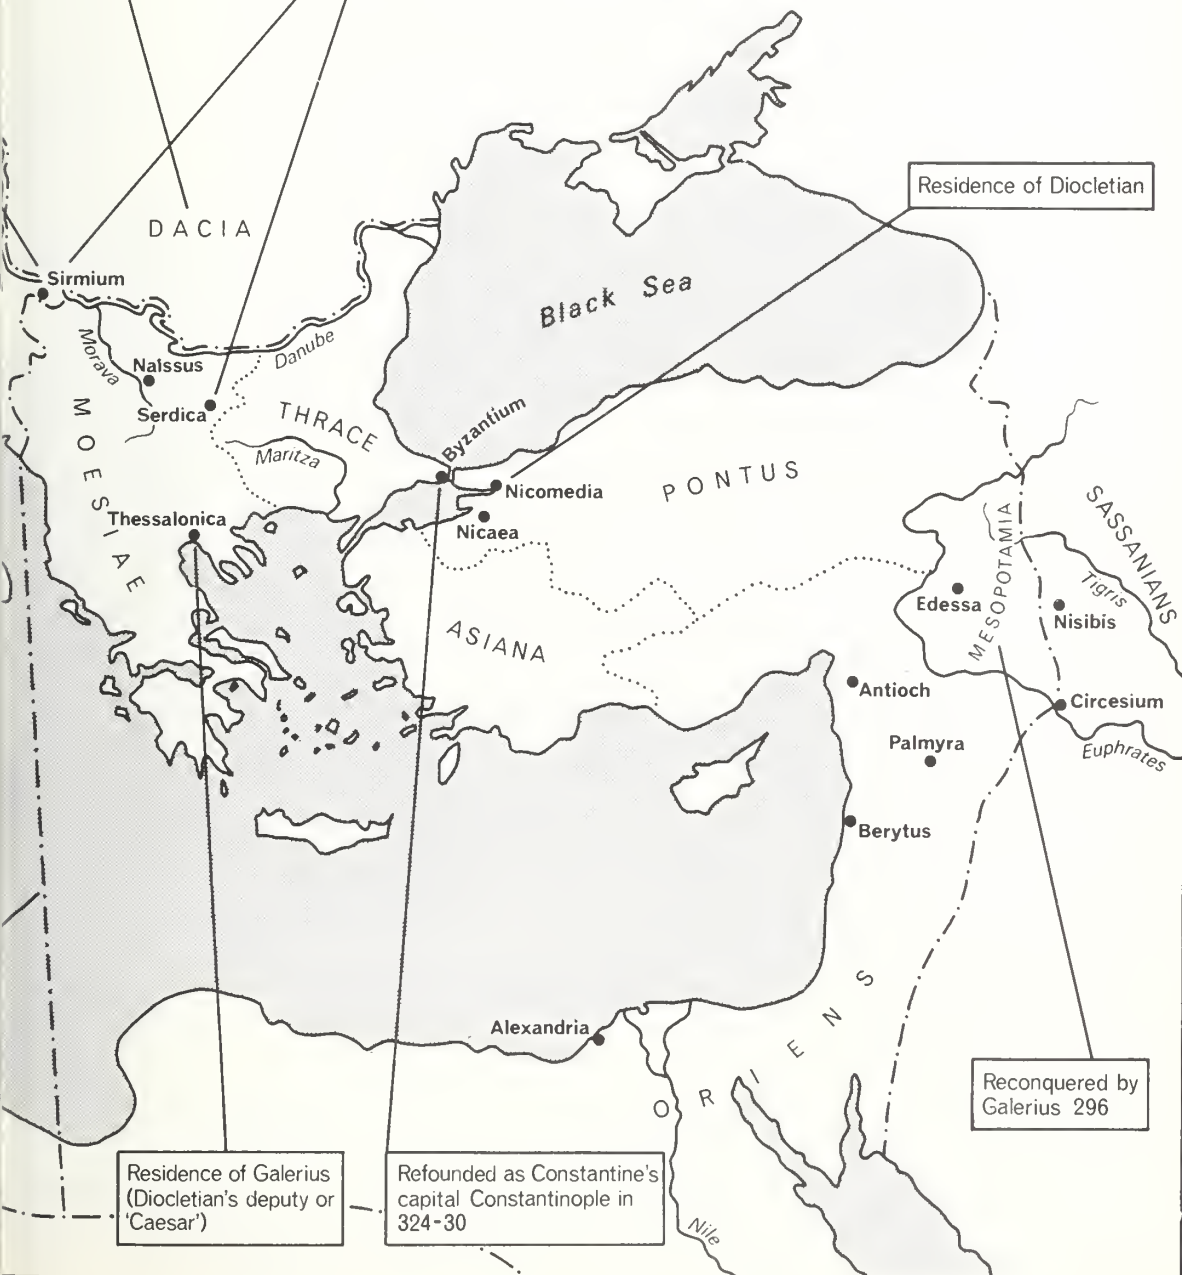 Residence of Diocletian
DACIA
Black Sea
Sirmium
Morava
Naissus
Danube
Serdica
THRACE
Byzantium
MOESIAE
Maritza
Nicomedia
PONTUS
SASSANIANS
Thessalonica
Nicaea
MESOPOTAMIA
Tigris
Edessa
Nisibis
ASIANA
Antioch
Circesium
Palmyra
Euphrates
Berytus
Alexandria
ORIENS
Reconquered by
Galerius 296
Residence of Galerius
(Diocletian's deputy or
'Caesar')
Refounded as Constantine's
capital Constantinople in
324-30
Nile